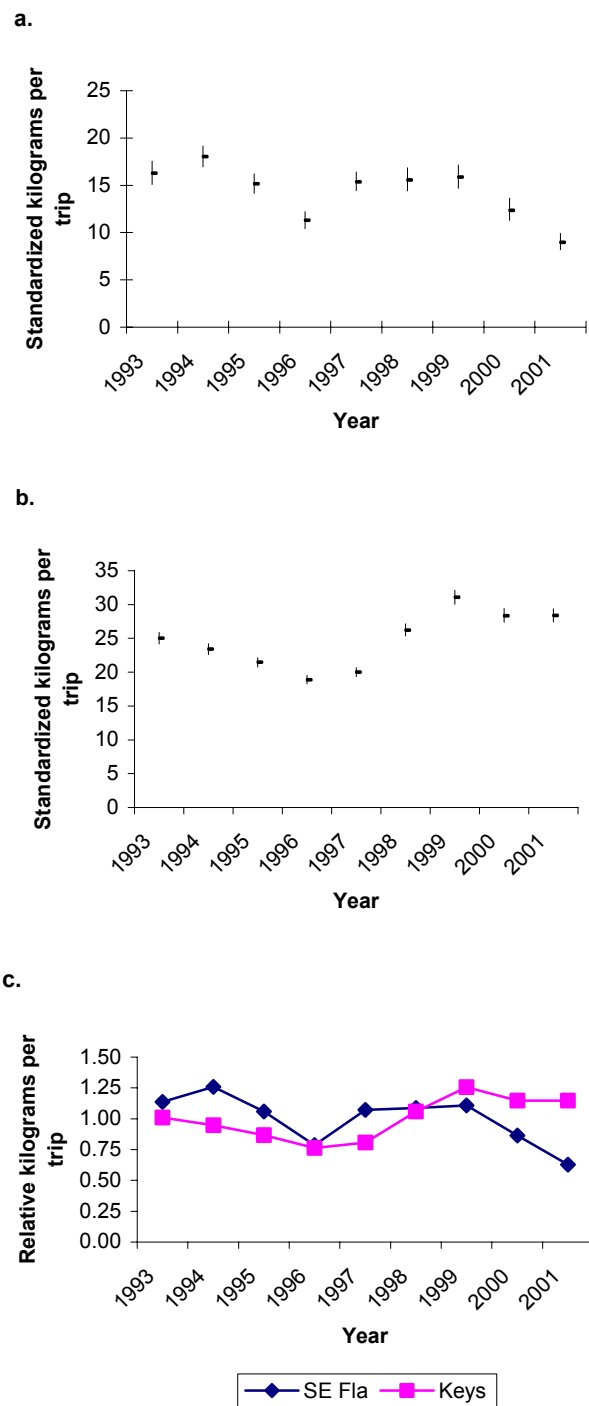 a.
Standardized kilograms per
trip
25
20
15
10
5
0
1993 1994 1995 1996 1997 1998 1999 2000 2001
Year
b.
Standardized kilograms per
trip
35
30
25
20
15
10
5
0
1993 1994 1995 1996 1997 1998 1999 2000 2001
Year
c.
Relative kilograms per
trip
1.50
1.25
1.00
0.75
0.50
0.25
0.00
1993 1994 1995 1996 1997 1998 1999 2000 2001
Year
SE Fla Keys